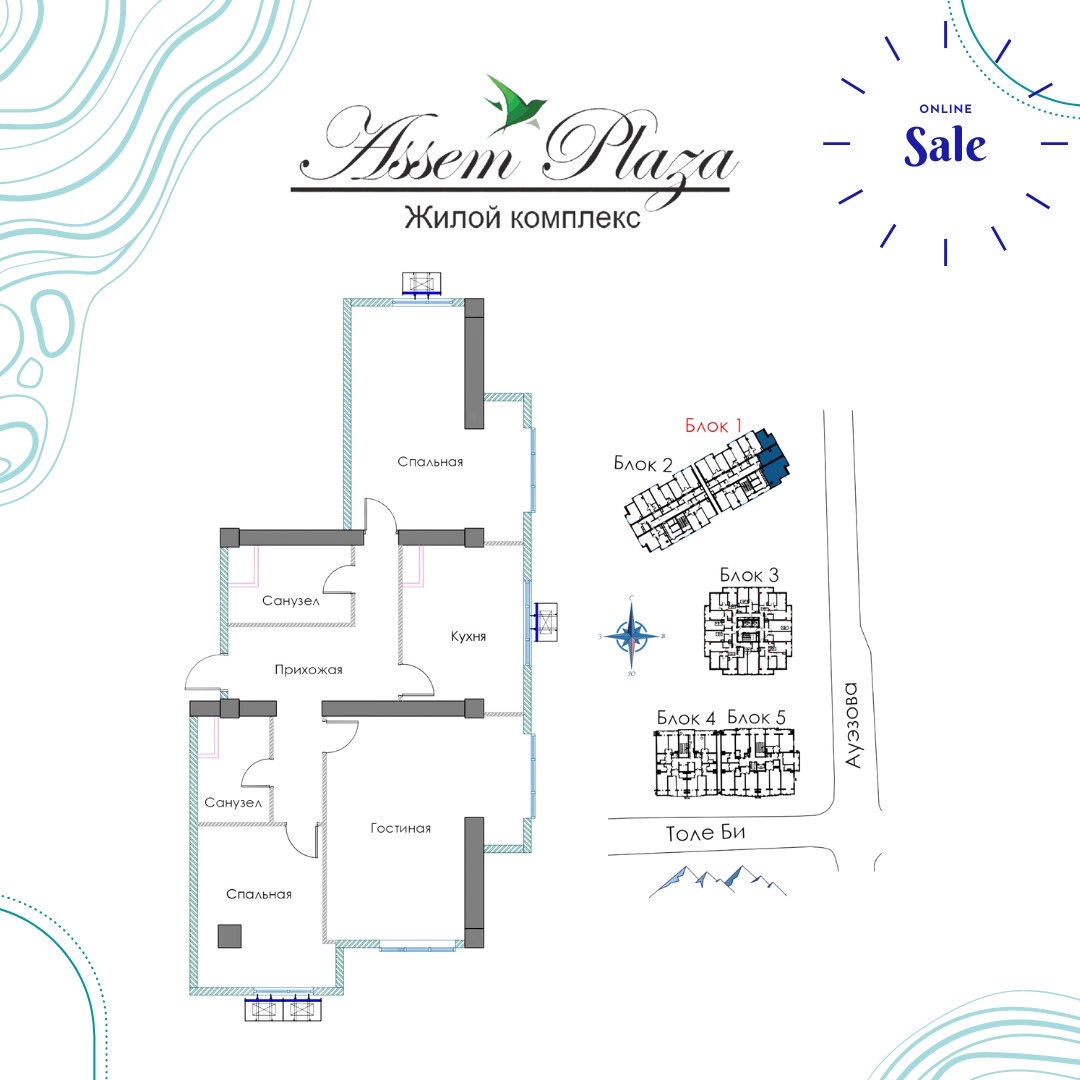 Assem Plaza
Жилой комплекс
ONLINE
Sale
Спальная
Санузел
Кухня
Прихожая
Санузел
Гостиная
Спальная
Блок 1
Блок 2
Блок 3
С
З
В
Ю
Блок 4
Блок 5
Ауэзова
Толе Би